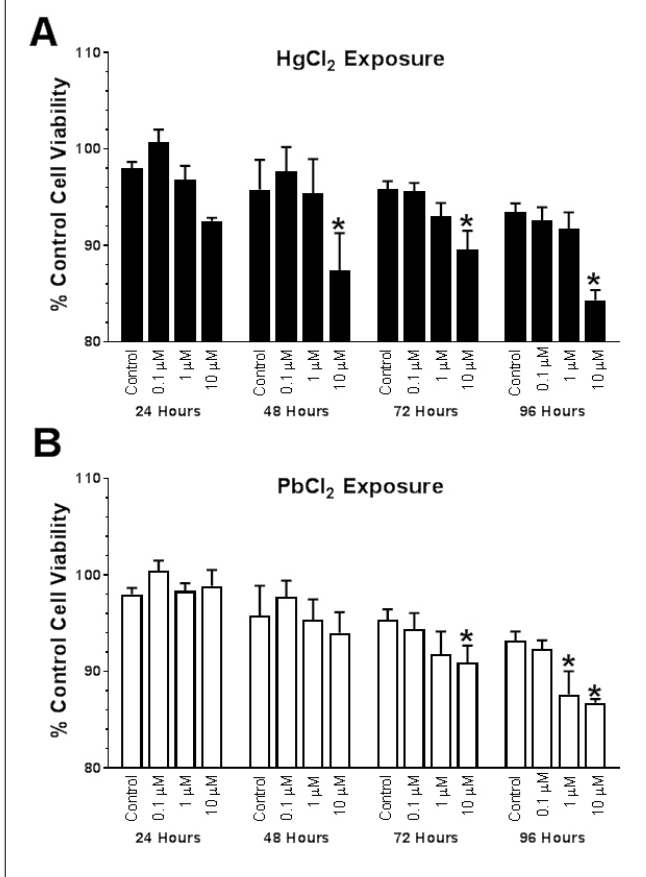 A
HgCl₂ Exposure
% Control Cell Viability
110
100
90
80
* * *
Control 0.1 μM 1 μM 10 μM Control 0.1 μM 1 μM 10 μM Control 0.1 μM 1 μM 10 μM Control 0.1 μM 1 μM 10 μM
24 Hours 48 Hours 72 Hours 96 Hours
B
PbCl₂ Exposure
% Control Cell Viability
110
100
90
80
* * *
Control 0.1 μM 1 μM 10 μM Control 0.1 μM 1 μM 10 μM Control 0.1 μM 1 μM 10 μM Control 0.1 μM 1 μM 10 μM
24 Hours 48 Hours 72 Hours 96 Hours